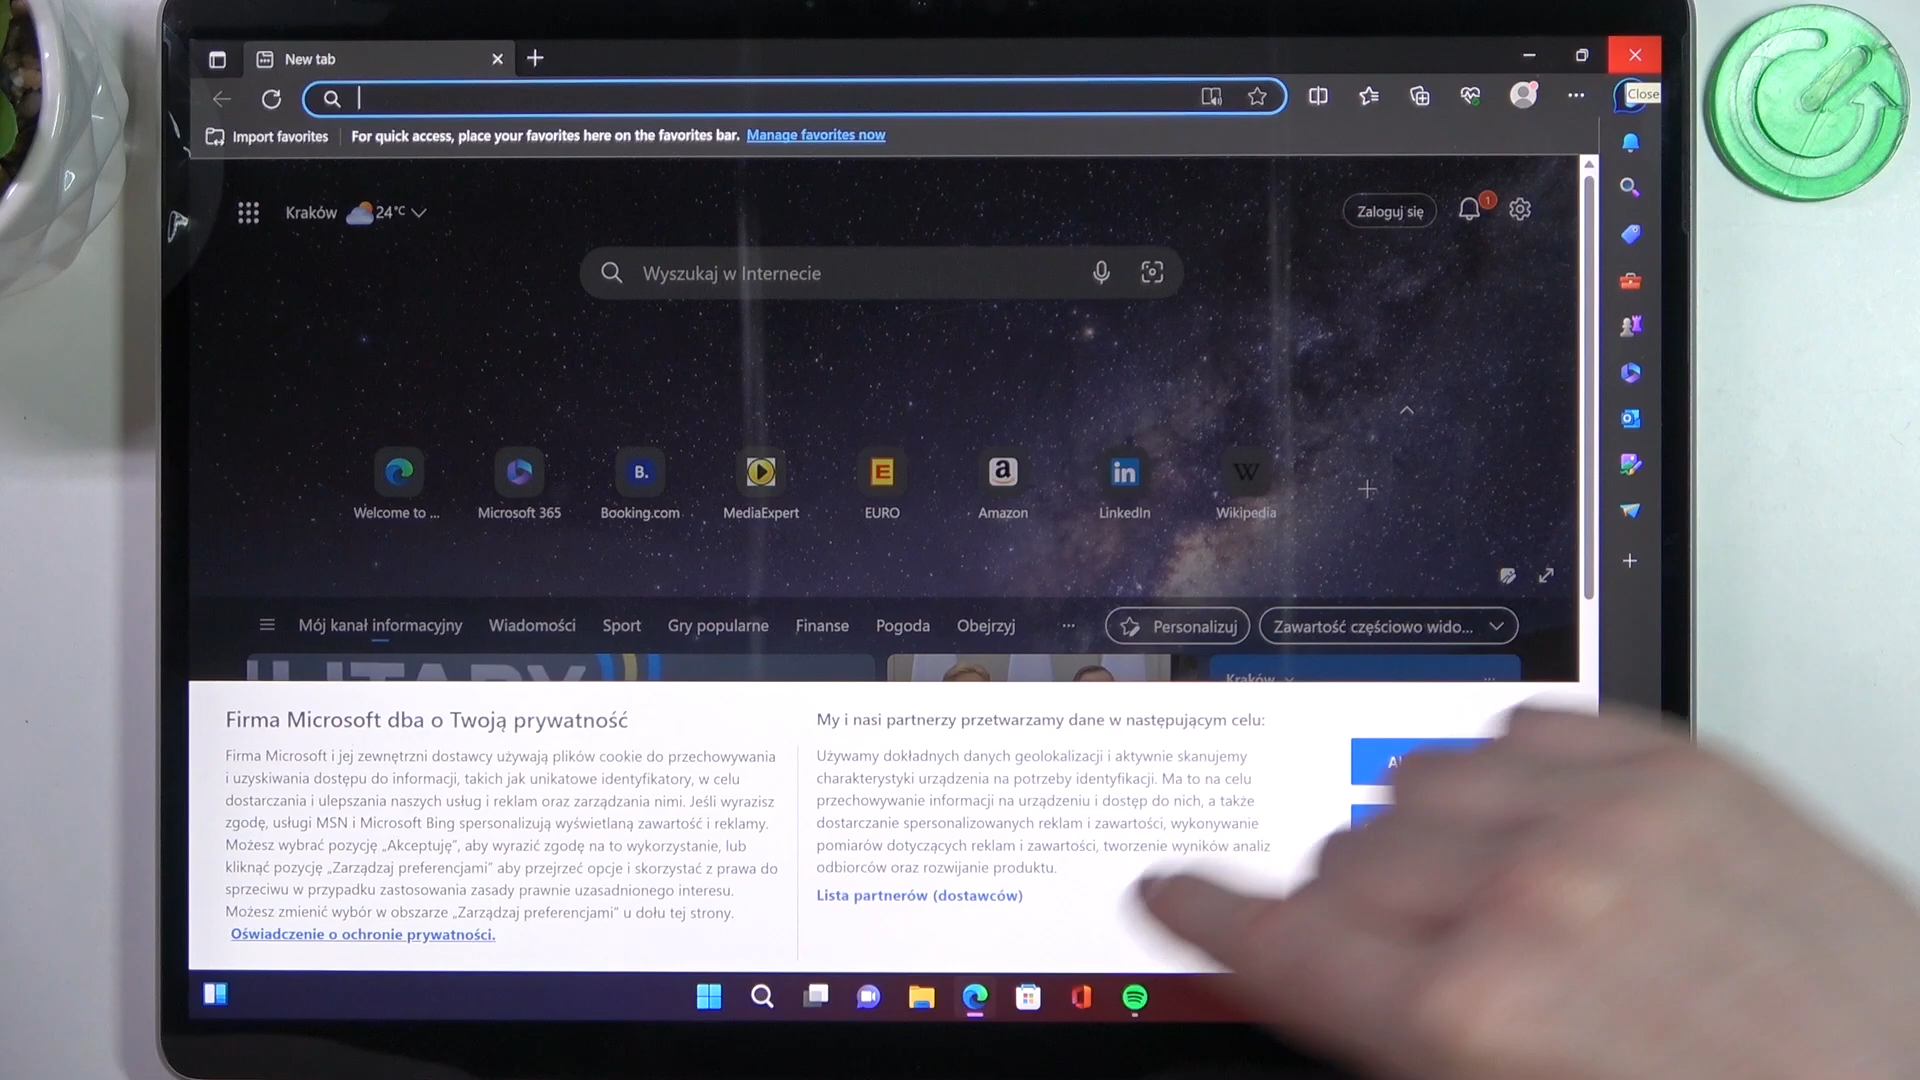 New tab
Close
Import favorites
For quick access, place your favorites here on the favorites bar. Manage favorites now
Kraków 24°C
Zaloguj się
1
Wyszukaj w Internecie
Welcome to ...
Microsoft 365
B.
Booking.com
MediaExpert
E
EURO
a
Amazon
in
LinkedIn
W
Wikipedia
Mój kanał informacyjny Wiadomości Sport Gry popularne Finanse Pogoda Obejrzyj ... Personalizuj Zawartość częściowo wido...
Kraków
Firma Microsoft dba o Twoją prywatność
Firma Microsoft i jej zewnętrzni dostawcy używają plików cookie do przechowywania
i uzyskiwania dostępu do informacji, takich jak unikatowe identyfikatory, w celu
dostarczania i ulepszania naszych usług i reklam oraz zarządzania nimi. Jeśli wyrazisz
zgodę, usługi MSN i Microsoft Bing spersonalizują wyświetlaną zawartość i reklamy.
Możesz wybrać pozycję „Akceptuję”, aby wyrazić zgodę na to wykorzystanie, lub
kliknąć pozycję „Zarządzaj preferencjami” aby przejrzeć opcje i skorzystać z prawa do
sprzeciwu w przypadku zastosowania zasady prawnie uzasadnionego interesu.
Możesz zmienić wybór w obszarze „Zarządzaj preferencjami” u dołu tej strony.
Oświadczenie o ochronie prywatności.
My i nasi partnerzy przetwarzamy dane w następującym celu:
Używamy dokładnych danych geolokalizacji i aktywnie skanujemy
charakterystyki urządzenia na potrzeby identyfikacji. Ma to na celu
przechowywanie informacji na urządzeniu i dostęp do nich, a także
dostarczanie spersonalizowanych reklam i zawartości, wykonywanie
pomiarów dotyczących reklam i zawartości, tworzenie wyników analiz
odbiorców oraz rozwijanie produktu.
Lista partnerów (dostawców)